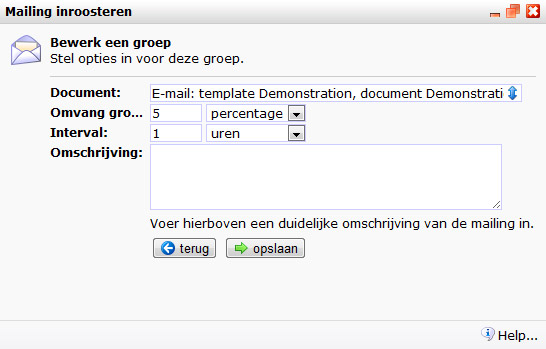 Mailing inroosteren
Bewerk een groep
Stel opties in voor deze groep.
Document: E-mail: template Demonstration, document Demonstrati
Omvang gro... 5 percentage
Interval: 1 uren
Omschrijving:
Voer hierboven een duidelijke omschrijving van de mailing in.
terug opslaan
Help...